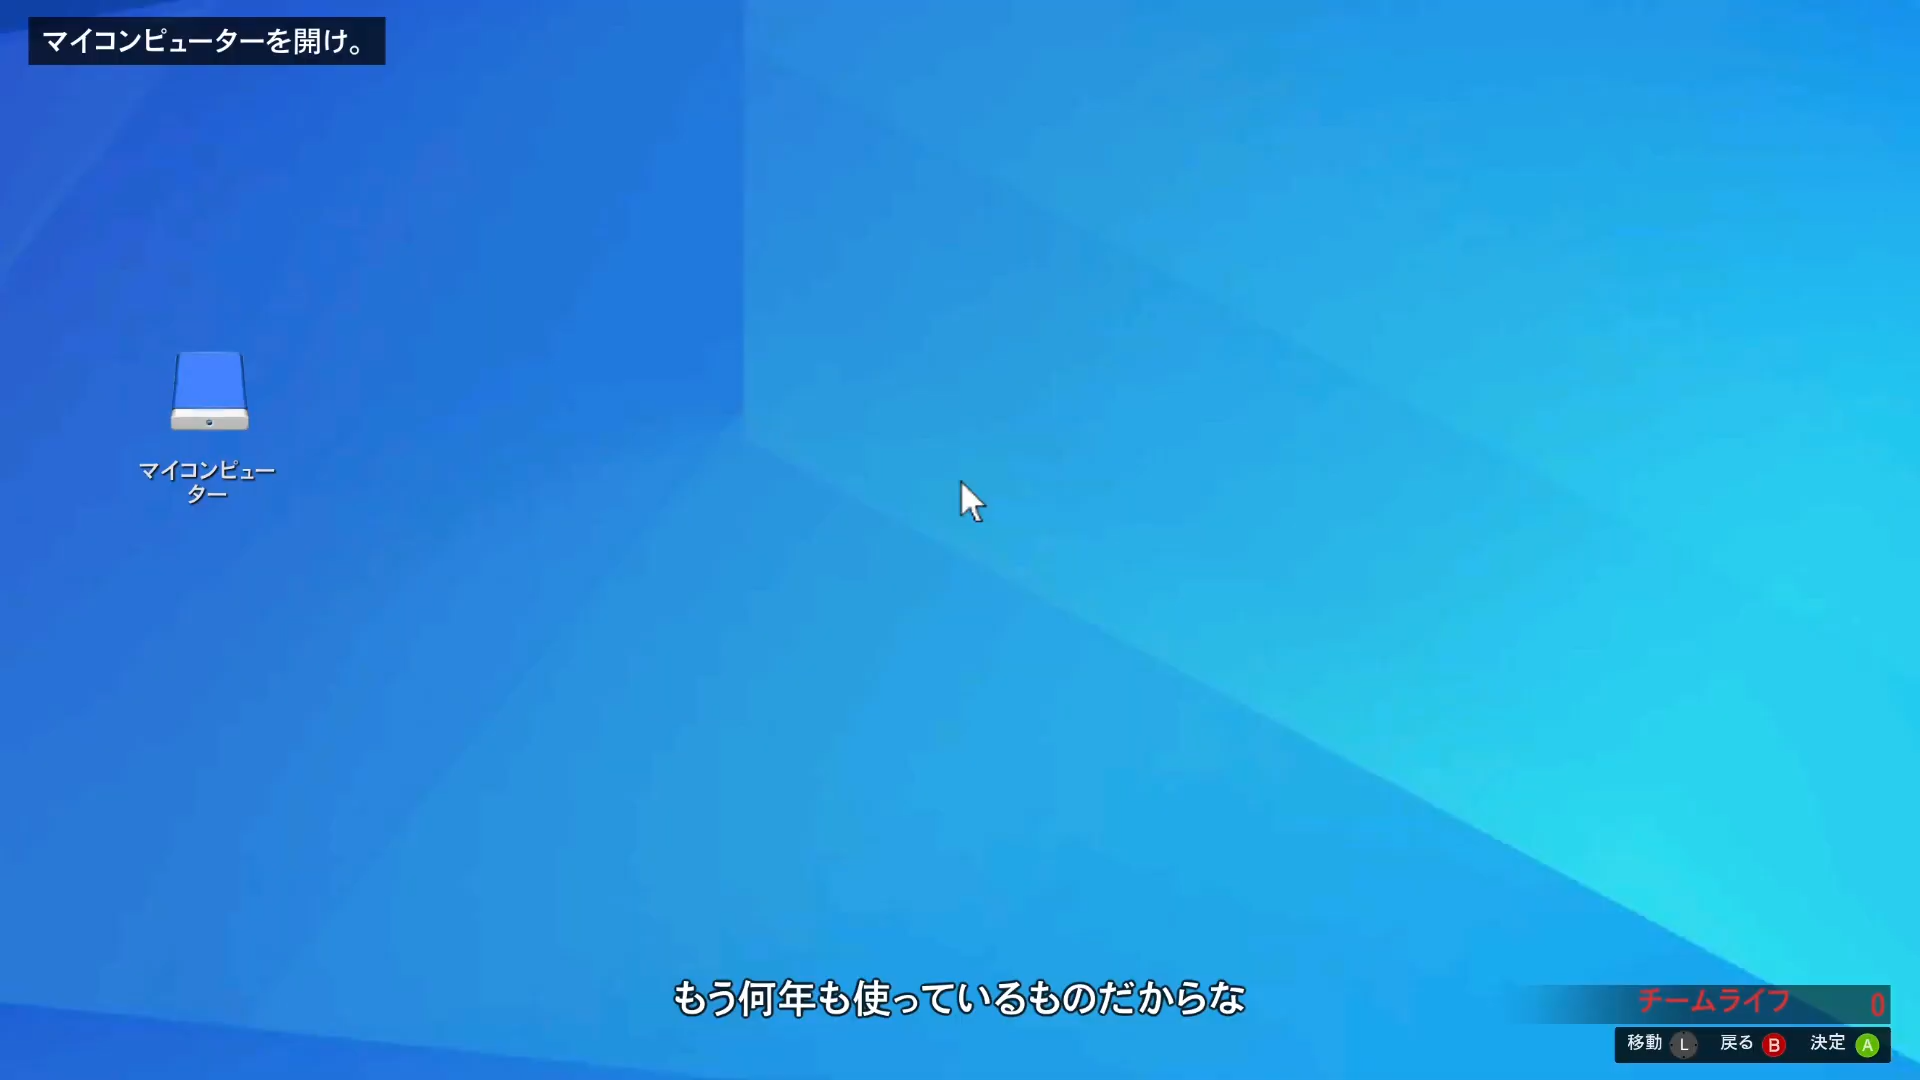 マイコンピューターを開け。
マイコンピュー
ター
もう何年も使っているものだからな
チームライフ 0
移動 L 戻る B 決定 A